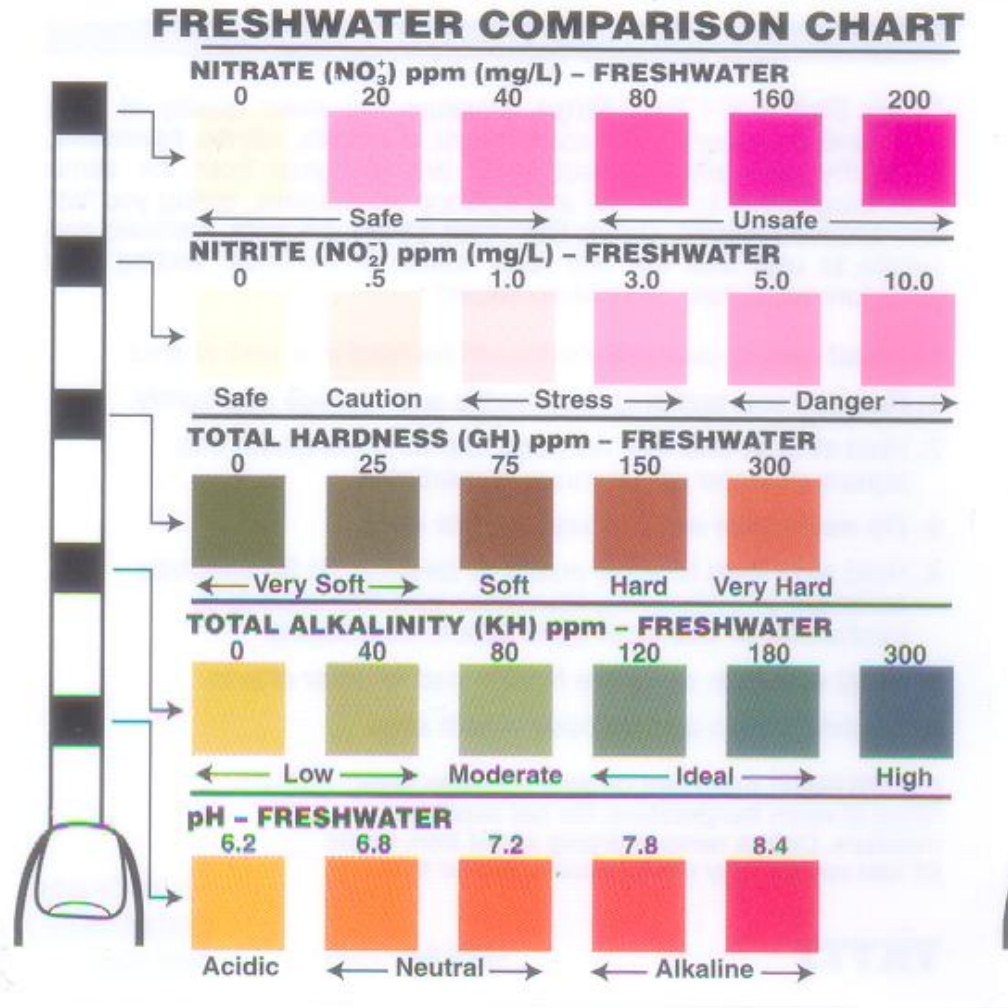 FRESHWATER COMPARISON CHART
NITRATE (NO₃⁺) ppm (mg/L) – FRESHWATER
0 20 40 80 160 200
Safe Unsafe
NITRITE (NO₂⁻) ppm (mg/L) – FRESHWATER
0 .5 1.0 3.0 5.0 10.0
Safe Caution Stress Danger
TOTAL HARDNESS (GH) ppm – FRESHWATER
0 25 75 150 300
Very Soft Soft Hard Very Hard
TOTAL ALKALINITY (KH) ppm – FRESHWATER
0 40 80 120 180 300
Low Moderate Ideal High
pH – FRESHWATER
6.2 6.8 7.2 7.8 8.4
Acidic Neutral Alkaline